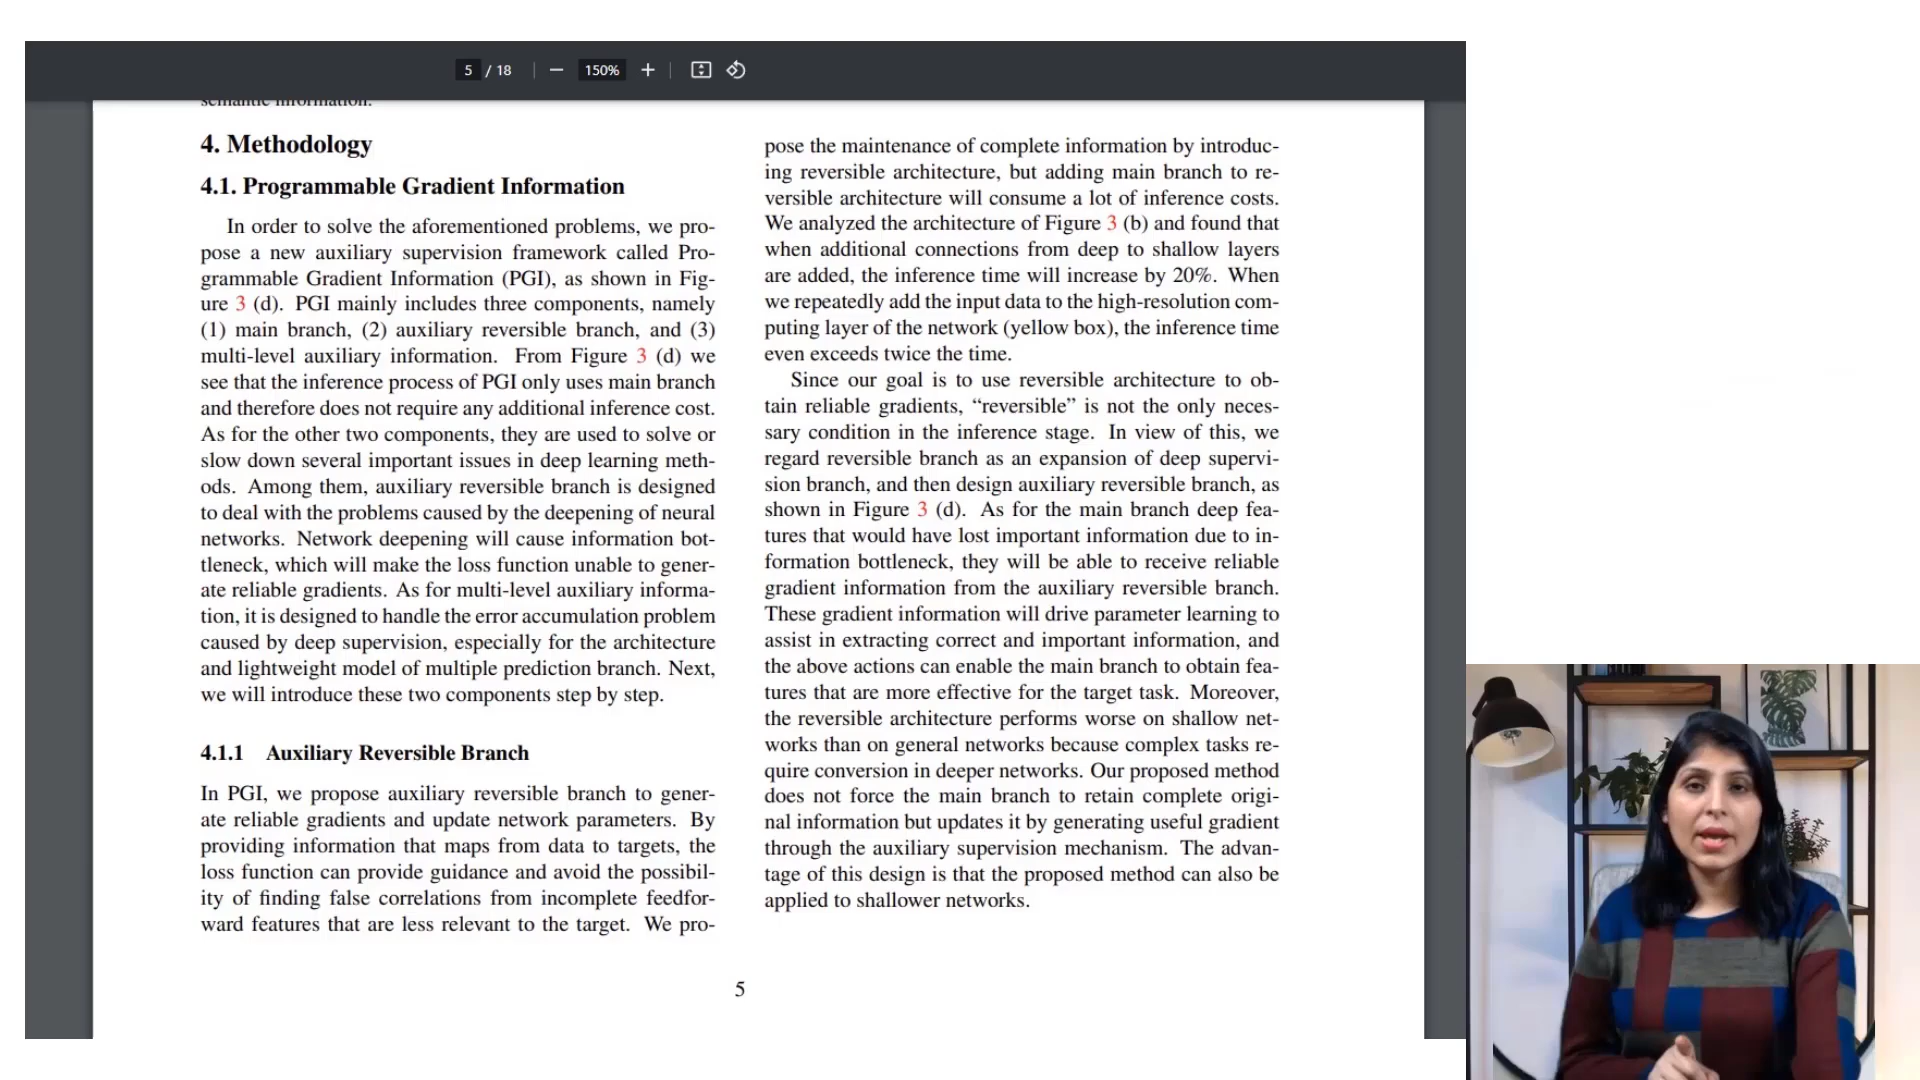 5 / 18
150%
semantic information.
4. Methodology
4.1. Programmable Gradient Information
In order to solve the aforementioned problems, we pro-
pose a new auxiliary supervision framework called Pro-
grammable Gradient Information (PGI), as shown in Fig-
ure 3 (d). PGI mainly includes three components, namely
(1) main branch, (2) auxiliary reversible branch, and (3)
multi-level auxiliary information. From Figure 3 (d) we
see that the inference process of PGI only uses main branch
and therefore does not require any additional inference cost.
As for the other two components, they are used to solve or
slow down several important issues in deep learning meth-
ods. Among them, auxiliary reversible branch is designed
to deal with the problems caused by the deepening of neural
networks. Network deepening will cause information bot-
tleneck, which will make the loss function unable to gener-
ate reliable gradients. As for multi-level auxiliary informa-
tion, it is designed to handle the error accumulation problem
caused by deep supervision, especially for the architecture
and lightweight model of multiple prediction branch. Next,
we will introduce these two components step by step.
4.1.1 Auxiliary Reversible Branch
In PGI, we propose auxiliary reversible branch to gener-
ate reliable gradients and update network parameters. By
providing information that maps from data to targets, the
loss function can provide guidance and avoid the possibil-
ity of finding false correlations from incomplete feedfor-
ward features that are less relevant to the target. We pro-
pose the maintenance of complete information by introduc-
ing reversible architecture, but adding main branch to re-
versible architecture will consume a lot of inference costs.
We analyzed the architecture of Figure 3 (b) and found that
when additional connections from deep to shallow layers
are added, the inference time will increase by 20%. When
we repeatedly add the input data to the high-resolution com-
puting layer of the network (yellow box), the inference time
even exceeds twice the time.
Since our goal is to use reversible architecture to ob-
tain reliable gradients, “reversible” is not the only neces-
sary condition in the inference stage. In view of this, we
regard reversible branch as an expansion of deep supervi-
sion branch, and then design auxiliary reversible branch, as
shown in Figure 3 (d). As for the main branch deep fea-
tures that would have lost important information due to in-
formation bottleneck, they will be able to receive reliable
gradient information from the auxiliary reversible branch.
These gradient information will drive parameter learning to
assist in extracting correct and important information, and
the above actions can enable the main branch to obtain fea-
tures that are more effective for the target task. Moreover,
the reversible architecture performs worse on shallow net-
works than on general networks because complex tasks re-
quire conversion in deeper networks. Our proposed method
does not force the main branch to retain complete origi-
nal information but updates it by generating useful gradient
through the auxiliary supervision mechanism. The advan-
tage of this design is that the proposed method can also be
applied to shallower networks.
5